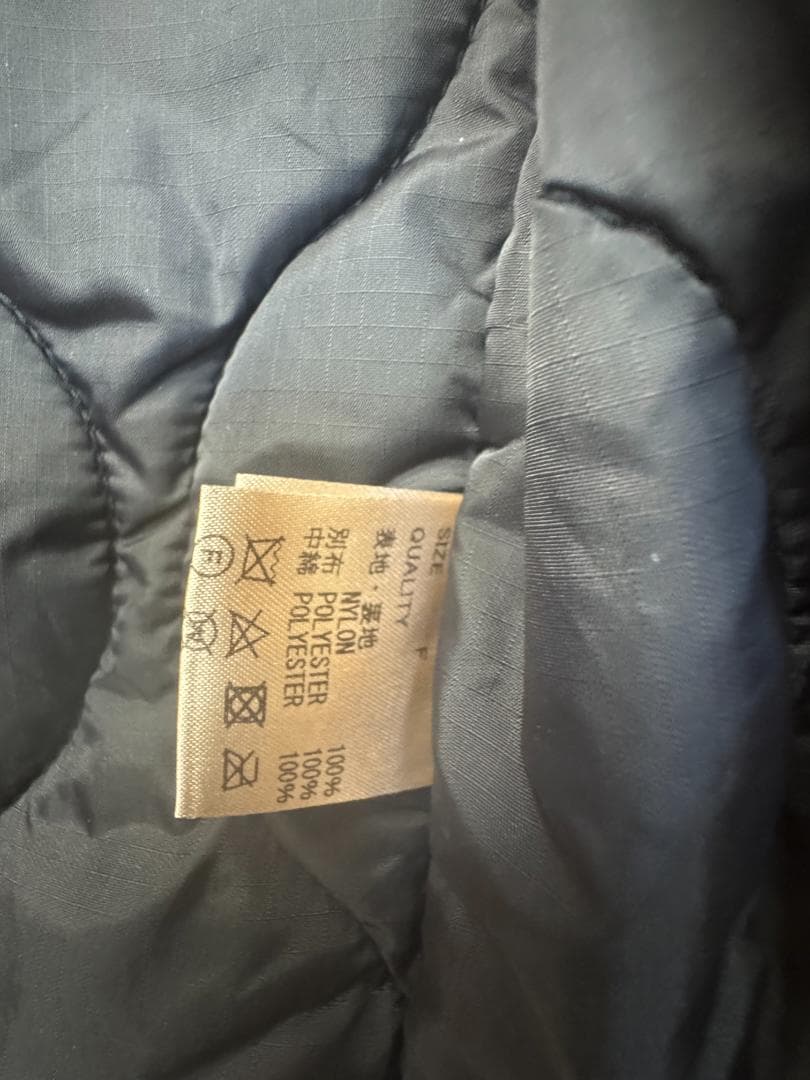 SIZE F
QUALITY
表地・裏地
NYLON 100%
別布 POLYESTER 100%
中綿 POLYESTER 100%
F
W